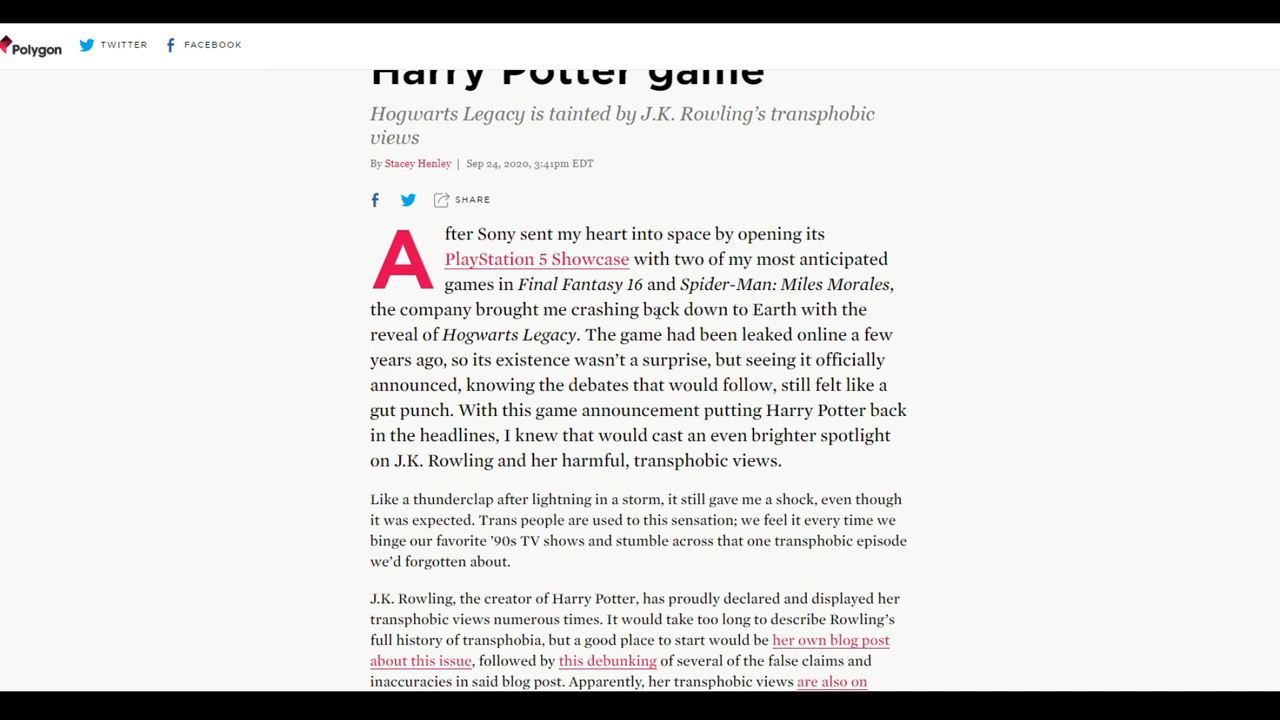 Polygon TWITTER FACEBOOK
Harry Potter game
Hogwarts Legacy is tainted by J.K. Rowling’s transphobic
views
By Stacey Henley | Sep 24, 2020, 3:41pm EDT
SHARE
After Sony sent my heart into space by opening its
PlayStation 5 Showcase with two of my most anticipated
games in Final Fantasy 16 and Spider-Man: Miles Morales,
the company brought me crashing back down to Earth with the
reveal of Hogwarts Legacy. The game had been leaked online a few
years ago, so its existence wasn’t a surprise, but seeing it officially
announced, knowing the debates that would follow, still felt like a
gut punch. With this game announcement putting Harry Potter back
in the headlines, I knew that would cast an even brighter spotlight
on J.K. Rowling and her harmful, transphobic views.
Like a thunderclap after lightning in a storm, it still gave me a shock, even though
it was expected. Trans people are used to this sensation; we feel it every time we
binge our favorite ’90s TV shows and stumble across that one transphobic episode
we’d forgotten about.
J.K. Rowling, the creator of Harry Potter, has proudly declared and displayed her
transphobic views numerous times. It would take too long to describe Rowling’s
full history of transphobia, but a good place to start would be her own blog post
about this issue, followed by this debunking of several of the false claims and
inaccuracies in said blog post. Apparently, her transphobic views are also on